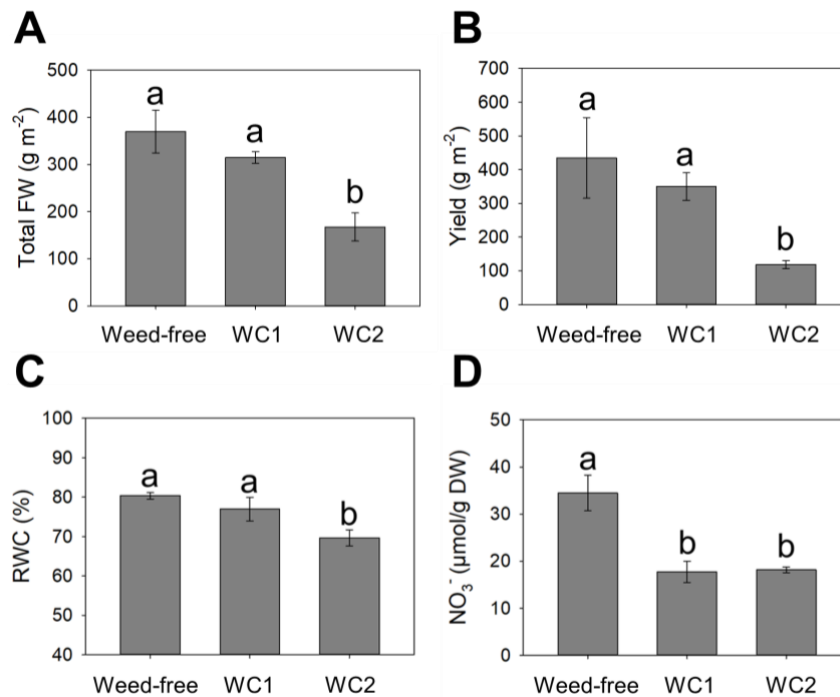 A
Total FW (g m⁻²)
500
400
300
200
100
0
a
a
b
Weed-free WC1 WC2
B
Yield (g m⁻²)
700
600
500
400
300
200
100
0
a
a
b
Weed-free WC1 WC2
C
RWC (%)
100
90
80
70
60
50
40
a
a
b
Weed-free WC1 WC2
D
NO₃⁻ (µmol/g DW)
50
40
30
20
10
0
a
b
b
Weed-free WC1 WC2